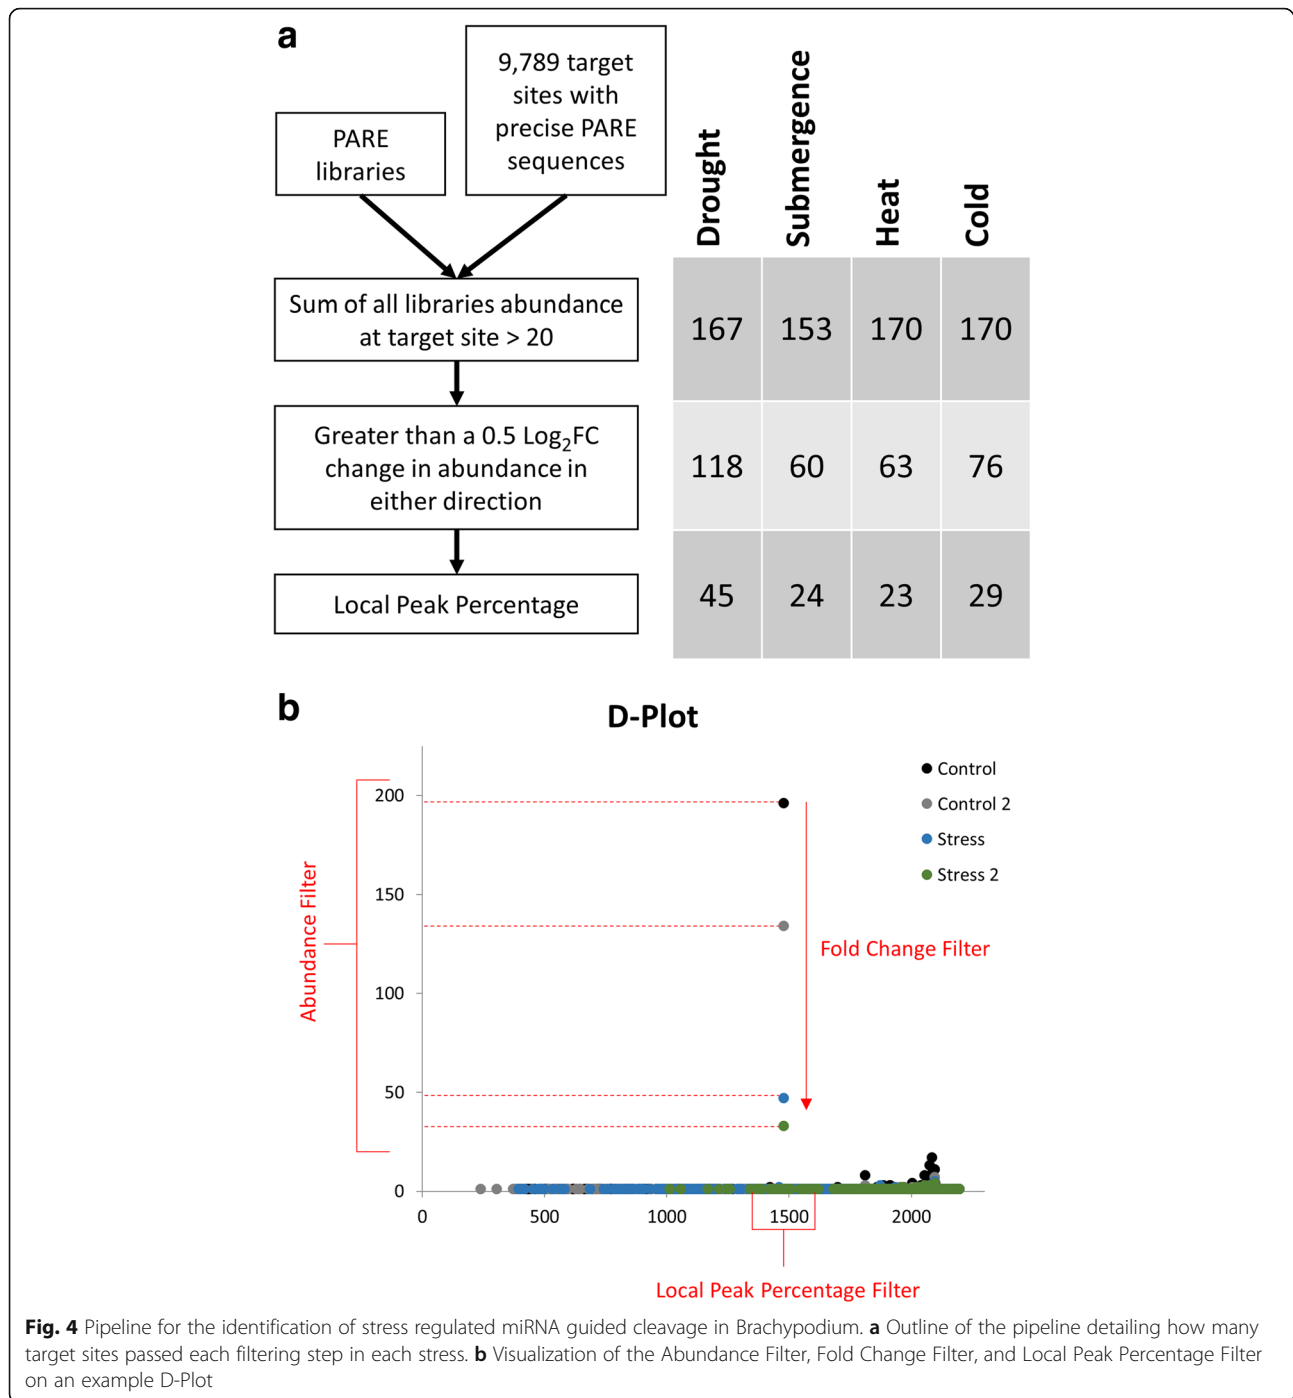 a
PARE
libraries
9,789 target
sites with
precise PARE
sequences
Drought
Submergence
Heat
Cold
Sum of all libraries abundance
at target site > 20
167 153 170 170
Greater than a 0.5 Log₂FC
change in abundance in
either direction
118 60 63 76
Local Peak Percentage
45 24 23 29
b
D-Plot
Control
Control 2
Stress
Stress 2
200
150
100
50
0
0 500 1000 1500 2000
Abundance Filter
Fold Change Filter
Local Peak Percentage Filter
Fig. 4 Pipeline for the identification of stress regulated miRNA guided cleavage in Brachypodium. a Outline of the pipeline detailing how many
target sites passed each filtering step in each stress. b Visualization of the Abundance Filter, Fold Change Filter, and Local Peak Percentage Filter
on an example D-Plot